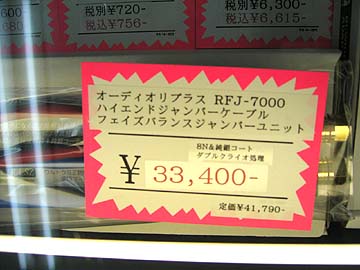 税別¥720-
税込¥756-
税別¥6,300-
税込¥6,615-
680-
オーディオリプラス RFJ-7000
ハイエンドジャンパーケーブル
フェイズバランスジャンパーユニット
8N&純銀コート
ダブルクライオ処理
¥33,400-
定価¥41,790-